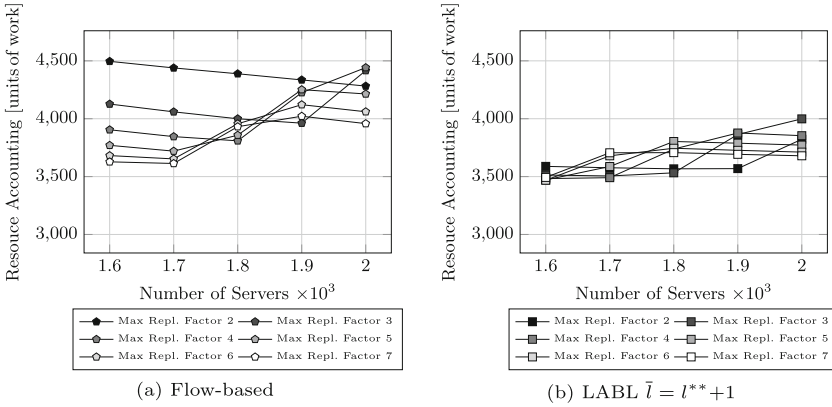 Resouce Accounting [units of work]
4,500
4,000
3,500
3,000
1.6 1.7 1.8 1.9 2
Number of Servers ×10³
Max Repl. Factor 2 Max Repl. Factor 3
Max Repl. Factor 4 Max Repl. Factor 5
Max Repl. Factor 6 Max Repl. Factor 7
(a) Flow-based
Resouce Accounting [units of work]
4,500
4,000
3,500
3,000
1.6 1.7 1.8 1.9 2
Number of Servers ×10³
Max Repl. Factor 2 Max Repl. Factor 3
Max Repl. Factor 4 Max Repl. Factor 5
Max Repl. Factor 6 Max Repl. Factor 7
(b) LABL l̄ = l**+1